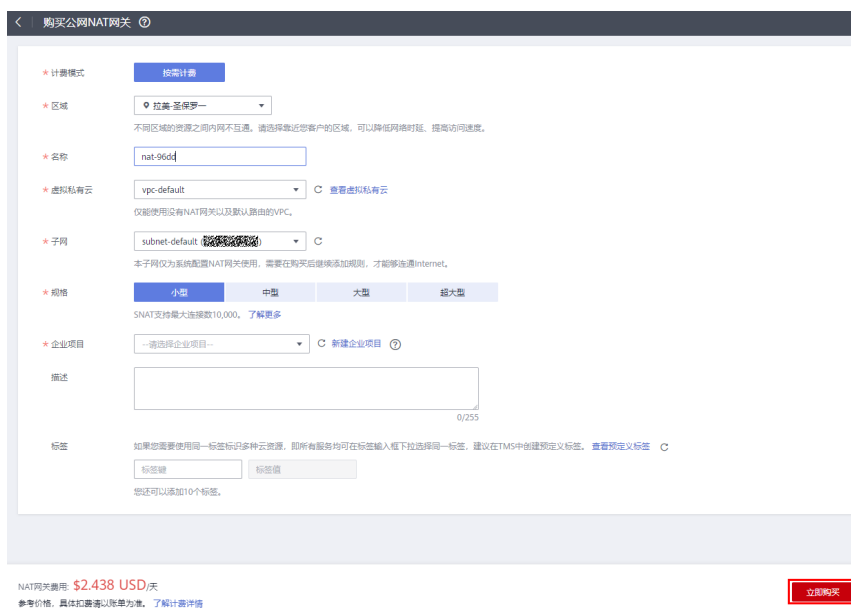 购买公网NAT网关
* 计费模式 按需计费
* 区域 拉美-圣保罗一
不同区域的资源之间内网不互通。请选择靠近您客户的区域，可以降低网络时延、提高访问速度。
* 名称 nat-96dd
* 虚拟私有云 vpc-default 查看虚拟私有云
仅能使用没有NAT网关以及默认路由的VPC。
* 子网 subnet-default ( )
本子网仅为系统配置NAT网关使用，需要在购买后继续添加规则，才能够连通Internet。
* 规格 小型 中型 大型 超大型
SNAT支持最大连接数10,000。 了解更多
* 企业项目 --请选择企业项目-- 新建企业项目
描述
0/255
标签 如果您需要使用同一标签标识多种云资源，即所有服务均可在标签输入框下拉选择同一标签，建议在TMS中创建预定义标签。 查看预定义标签
标签键 标签值
您还可以添加10个标签。
NAT网关费用: $2.438 USD/天 立即购买
参考价格，具体扣费请以账单为准。 了解计费详情